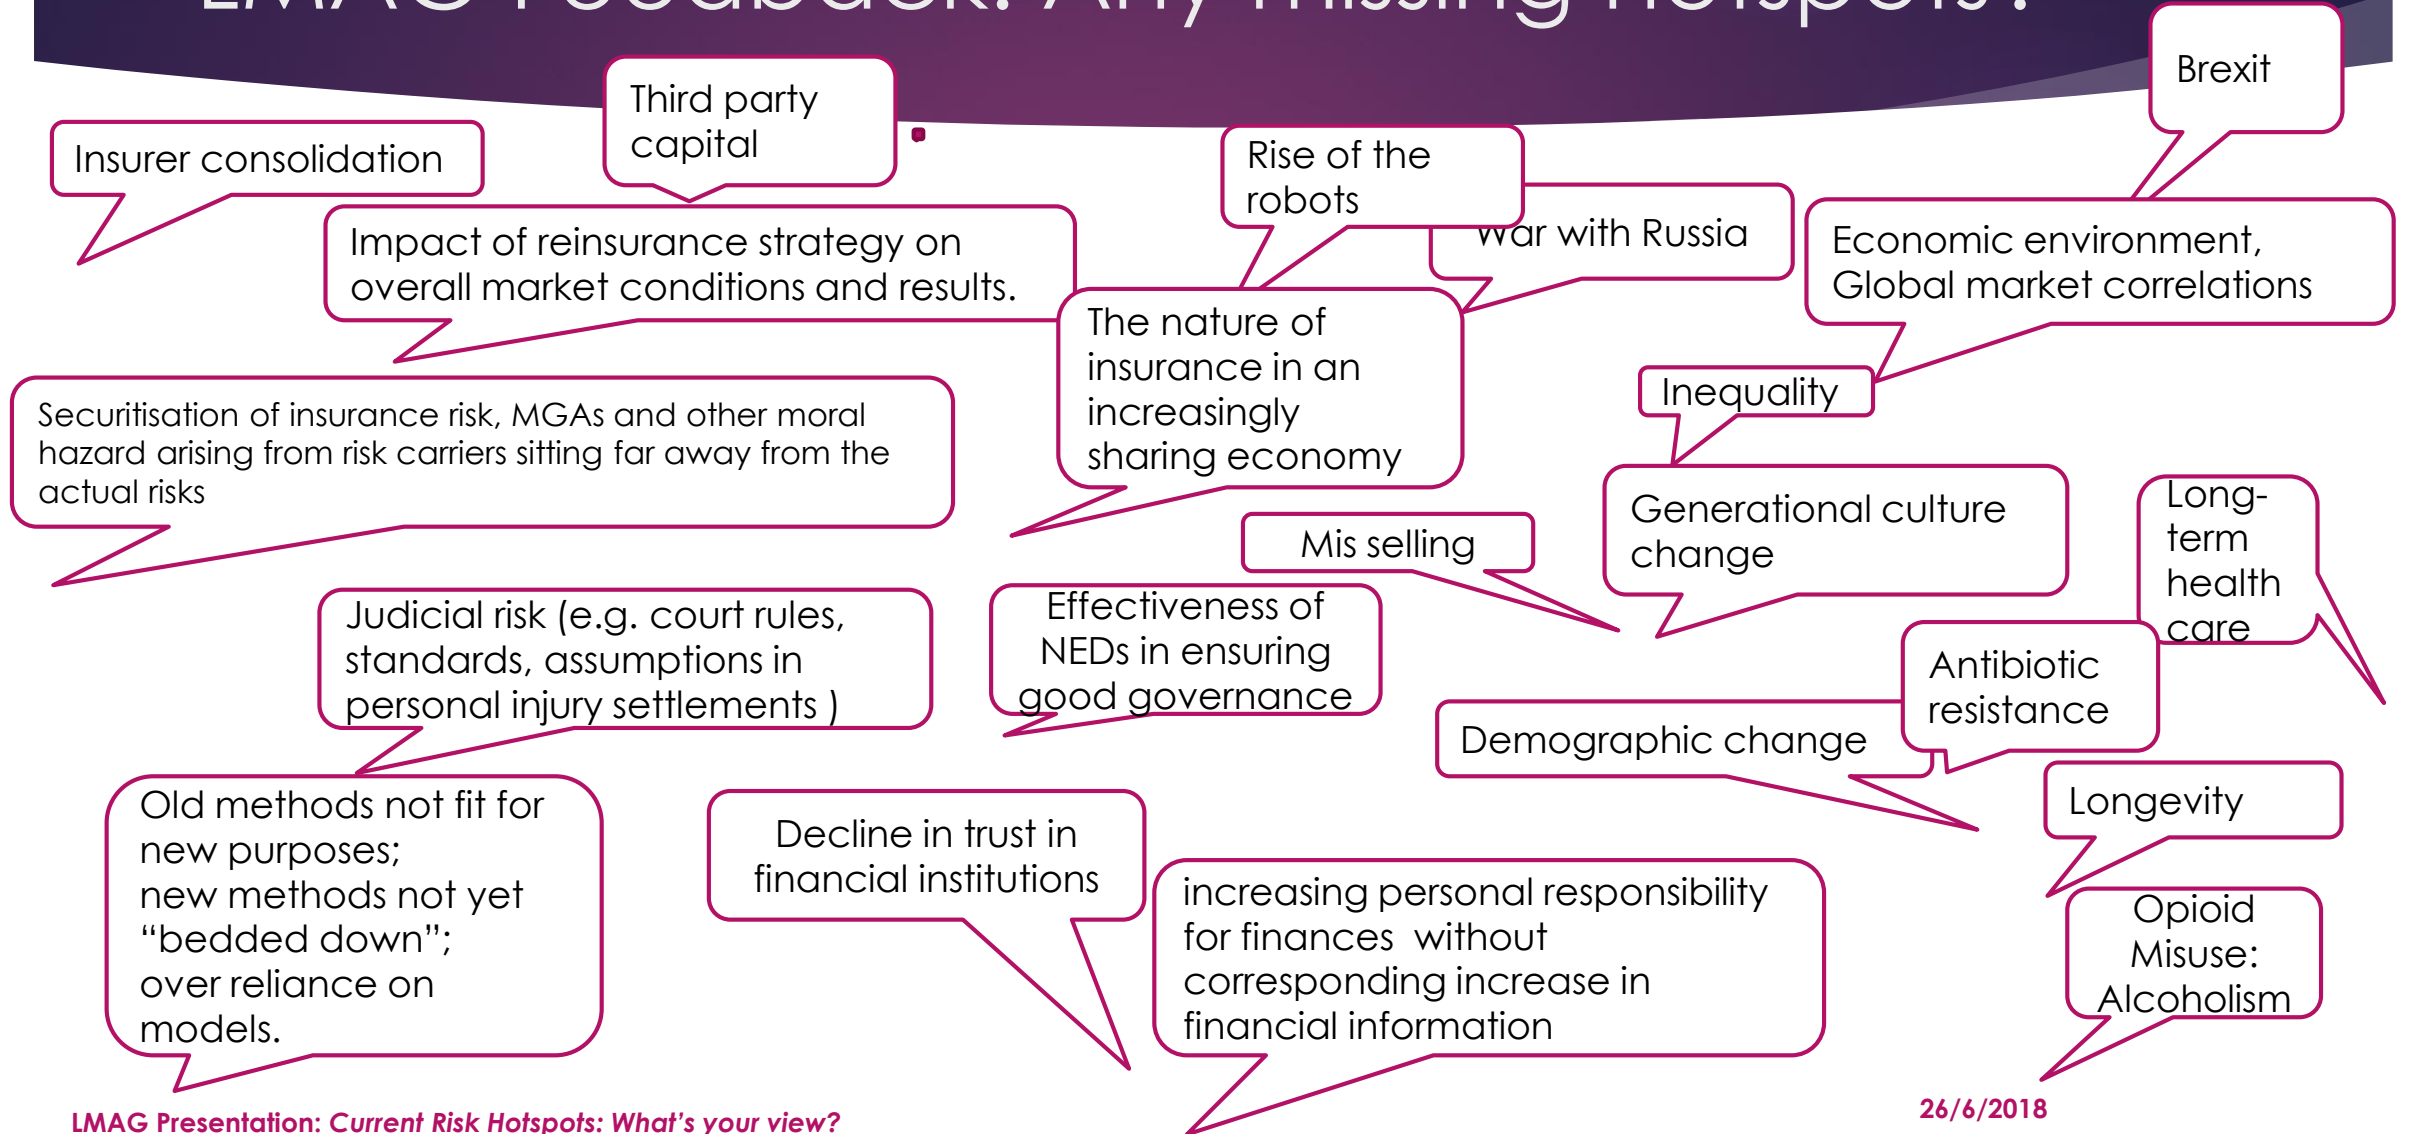 LMAG Feedback: Any missing hotspots?
Brexit
Third party
capital
Insurer consolidation
Rise of the
robots
War with Russia
Impact of reinsurance strategy on
overall market conditions and results.
Economic environment,
Global market correlations
The nature of
insurance in an
increasingly
sharing economy
Inequality
Securitisation of insurance risk, MGAs and other moral
hazard arising from risk carriers sitting far away from the
actual risks
Generational culture
change
Long-
term
health
care
Mis selling
Judicial risk (e.g. court rules,
standards, assumptions in
personal injury settlements )
Effectiveness of
NEDs in ensuring
good governance
Antibiotic
resistance
Demographic change
Longevity
Old methods not fit for
new purposes;
new methods not yet
“bedded down”;
over reliance on
models.
Decline in trust in
financial institutions
increasing personal responsibility
for finances  without
corresponding increase in
financial information
Opioid
Misuse:
Alcoholism
LMAG Presentation: Current Risk Hotspots: What’s your view?
26/6/2018